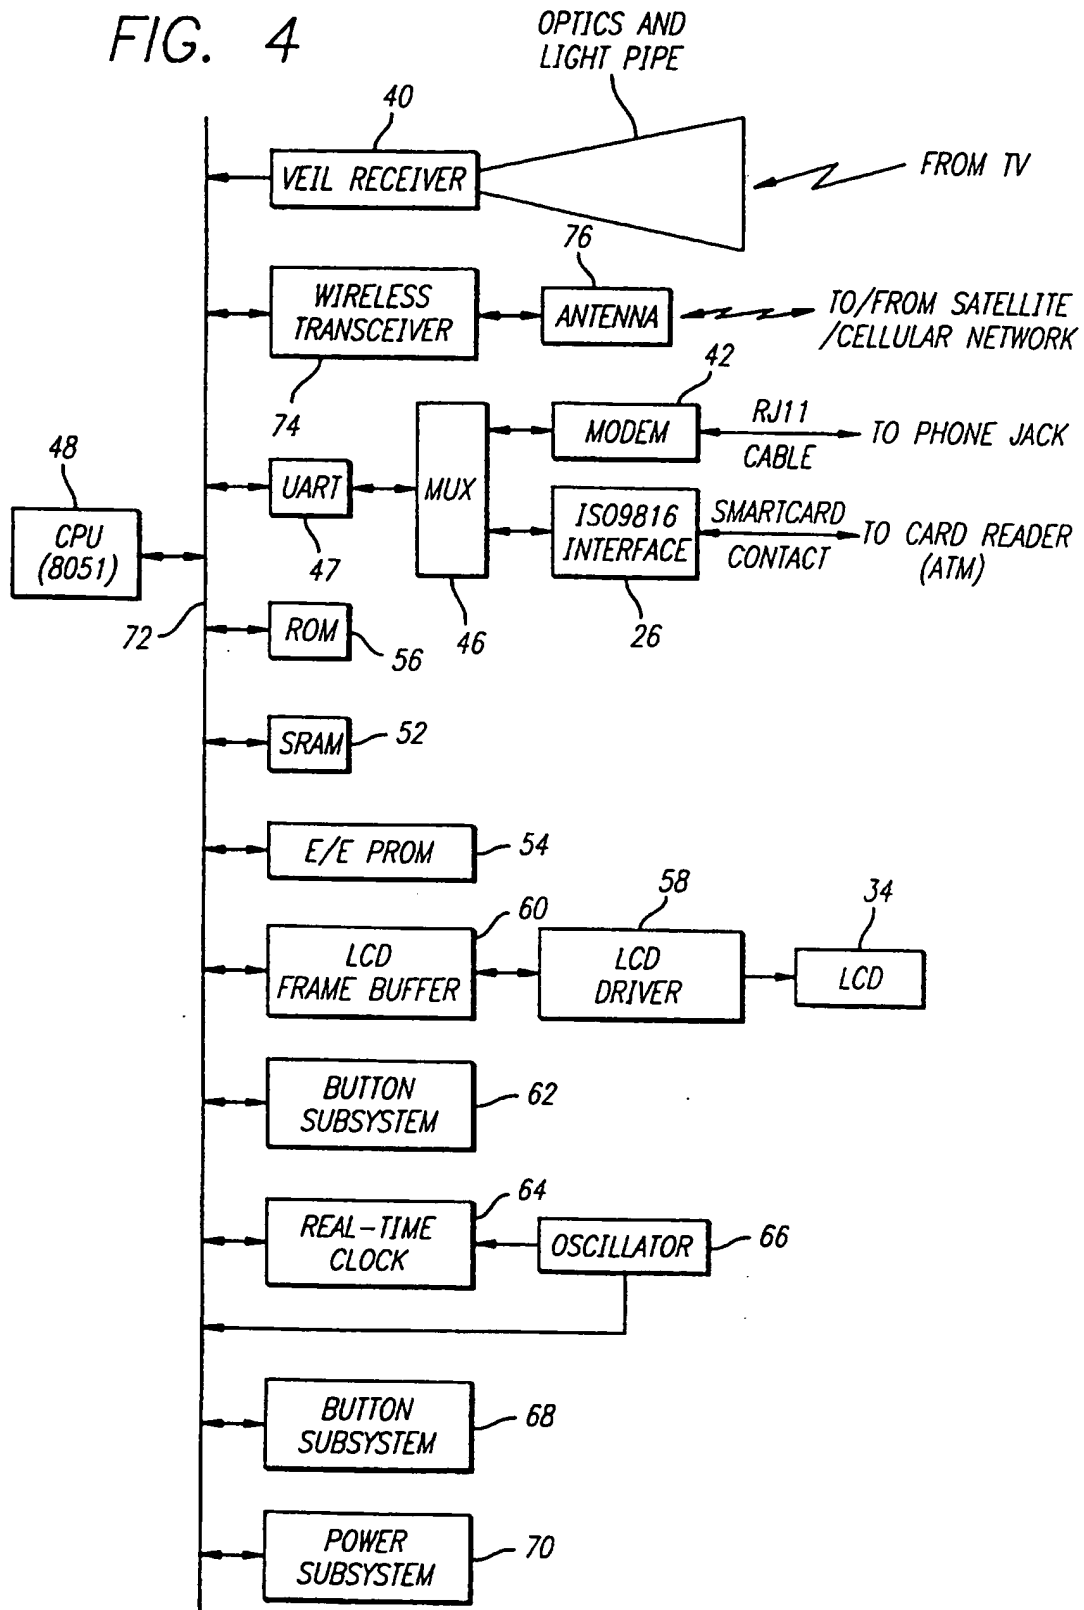 FIG. 4
OPTICS AND
LIGHT PIPE
40
VEIL RECEIVER
FROM TV
76
WIRELESS
TRANSCEIVER
ANTENNA
TO/FROM SATELLITE
/CELLULAR NETWORK
74
42
MODEM
RJ11
CABLE
TO PHONE JACK
48
CPU
(8051)
UART
47
MUX
46
ISO9816
INTERFACE
SMARTCARD
CONTACT
TO CARD READER
(ATM)
26
72
ROM
56
SRAM
52
E/E PROM
54
60
LCD
FRAME BUFFER
58
LCD
DRIVER
34
LCD
BUTTON
SUBSYSTEM
62
64
REAL-TIME
CLOCK
OSCILLATOR
66
BUTTON
SUBSYSTEM
68
POWER
SUBSYSTEM
70